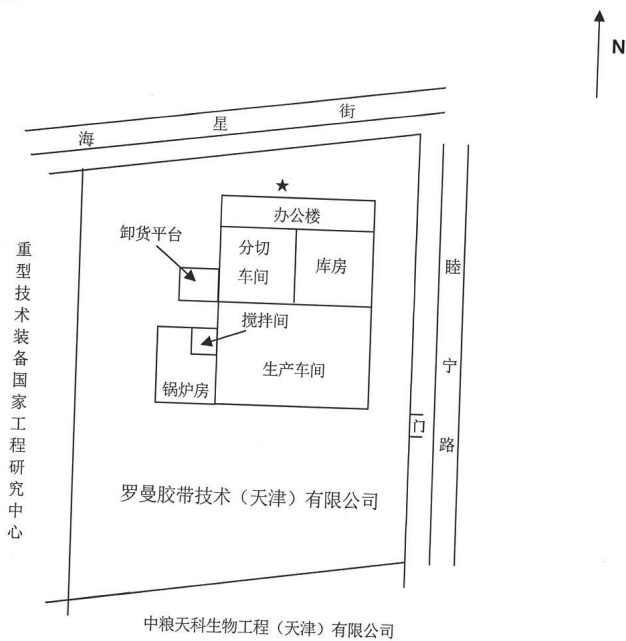 N
海星街
★
办公楼
卸货平台
分切
车间
库房
搅拌间
生产车间
锅炉房
门
睦宁路
重型技术装备国家工程研究中心
罗曼胶带技术（天津）有限公司
中粮天科生物工程（天津）有限公司